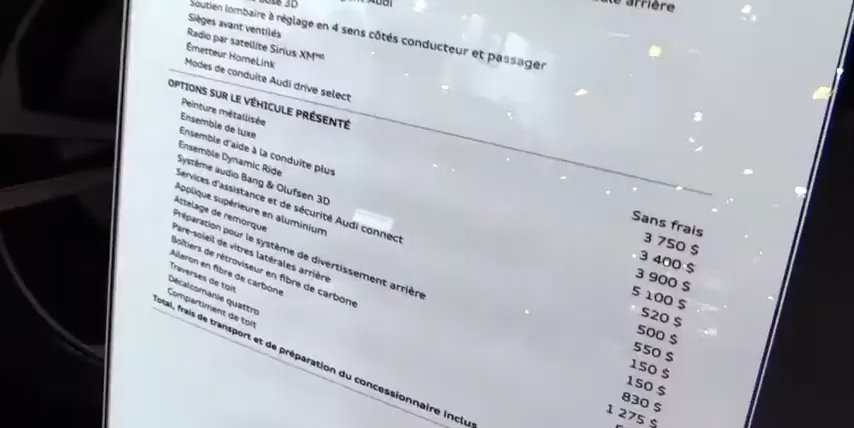 3D
Audi
arrière
Soutien lombaire à réglage en 4 sens côtés conducteur et passager
Sièges avant ventilés
Radio par satellite Sirius XM
Émetteur HomeLink
Modes de conduite Audi drive select
OPTIONS SUR LE VÉHICULE PRÉSENTÉ
Peinture métallisée
Sans frais
Ensemble de luxe
3 750 $
Ensemble d'aide à la conduite plus
3 400 $
Ensemble Dynamic Ride
3 900 $
Système audio Bang & Olufsen 3D
5 100 $
Services d'assistance et de sécurité Audi connect
520 $
Applique supérieure en aluminium
500 $
Attelage de remorque
550 $
Préparation pour le système de divertissement arrière
150 $
Pare-soleil de vitres latérales arrière
150 $
Boîtiers de rétroviseur en fibre de carbone
830 $
Aileron en fibre de carbone
1 275 $
Traverses de toit
Décalcomanie quattro
Compartiment de toit
Total, frais de transport et de préparation du concessionnaire inclus